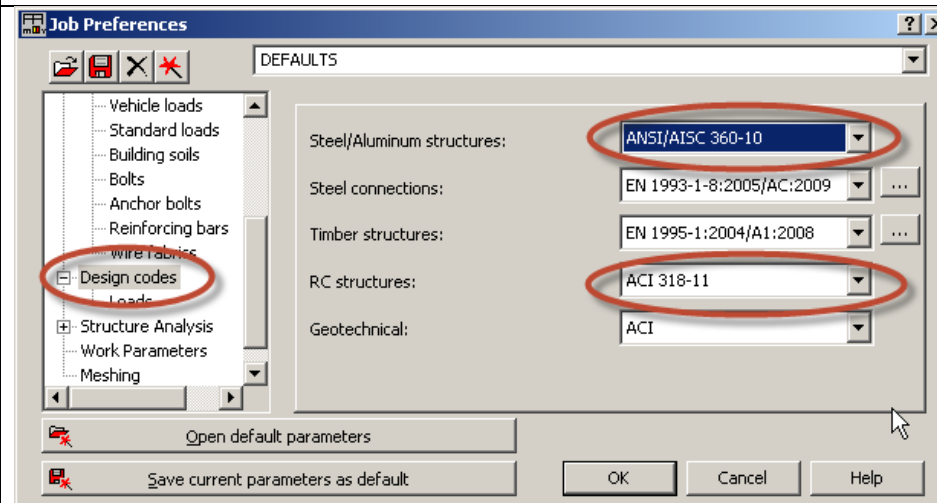 Job Preferences
DEFAULTS
Vehicle loads
Standard loads
Building soils
Bolts
Anchor bolts
Reinforcing bars
Wire fabrics
Design codes
Loads
Structure Analysis
Work Parameters
Meshing
Steel/Aluminum structures: ANSI/AISC 360-10
Steel connections: EN 1993-1-8:2005/AC:2009 ...
Timber structures: EN 1995-1:2004/A1:2008 ...
RC structures: ACI 318-11
Geotechnical: ACI
Open default parameters
Save current parameters as default
OK Cancel Help